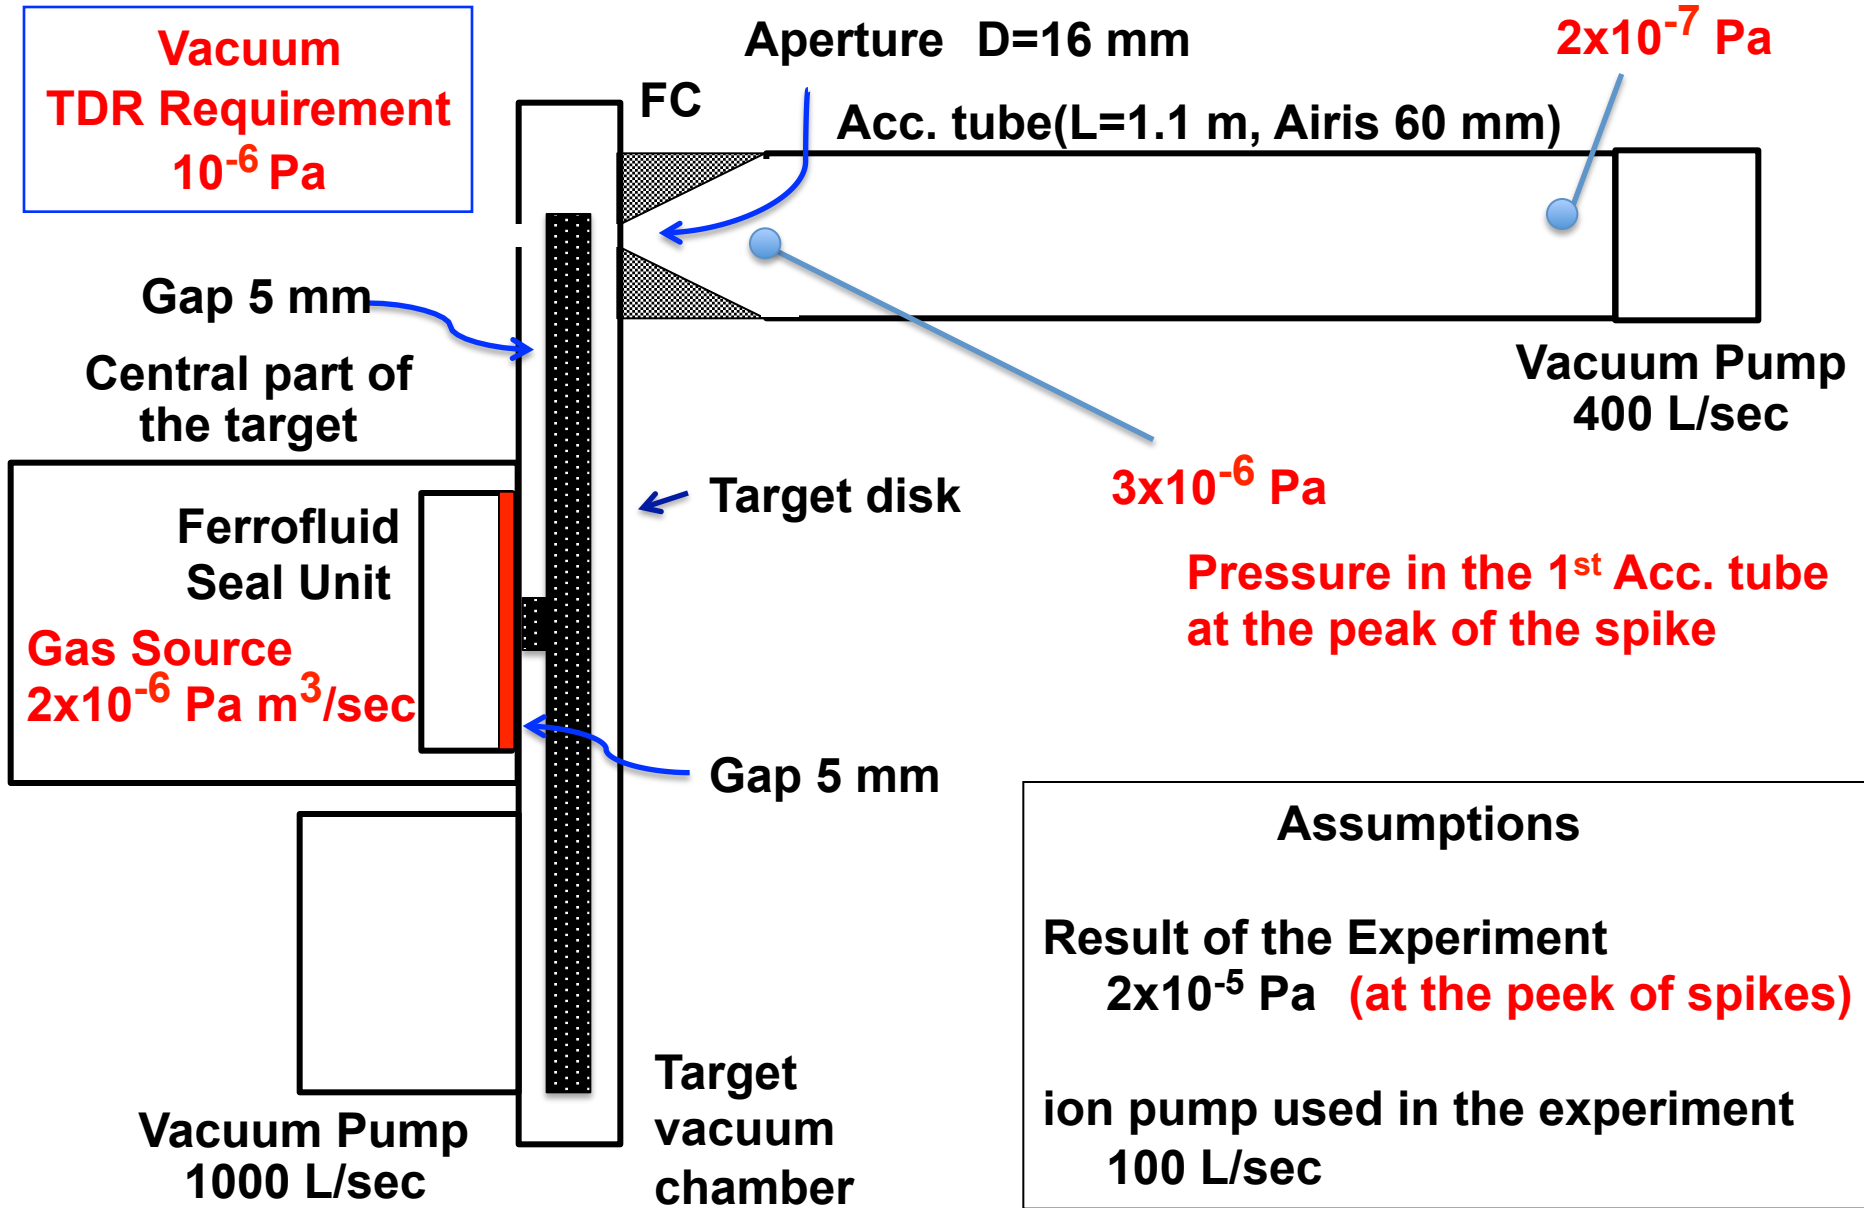 Vacuum
TDR Requirement
10⁻⁶ Pa
Aperture D=16 mm
2x10⁻⁷ Pa
FC
Acc. tube(L=1.1 m, Airis 60 mm)
Gap 5 mm
Central part of
the target
Vacuum Pump
400 L/sec
Ferrofluid
Seal Unit
Target disk
3x10⁻⁶ Pa
Gas Source
2x10⁻⁶ Pa m³/sec
Pressure in the 1ˢᵗ Acc. tube
at the peak of the spike
Gap 5 mm
Assumptions
Result of the Experiment
2x10⁻⁵ Pa (at the peek of spikes)
ion pump used in the experiment
100 L/sec
Vacuum Pump
1000 L/sec
Target
vacuum
chamber